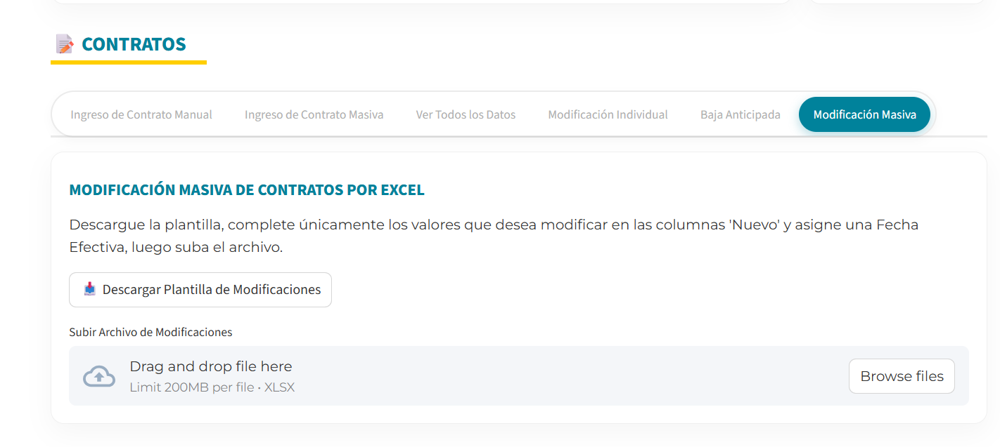 CONTRATOS
Ingreso de Contrato Manual
Ingreso de Contrato Masiva
Ver Todos los Datos
Modificación Individual
Baja Anticipada
Modificación Masiva
MODIFICACIÓN MASIVA DE CONTRATOS POR EXCEL
Descargue la plantilla, complete únicamente los valores que desea modificar en las columnas 'Nuevo' y asigne una Fecha
Efectiva, luego suba el archivo.
Descargar Plantilla de Modificaciones
Subir Archivo de Modificaciones
Drag and drop file here
Limit 200MB per file • XLSX
Browse files